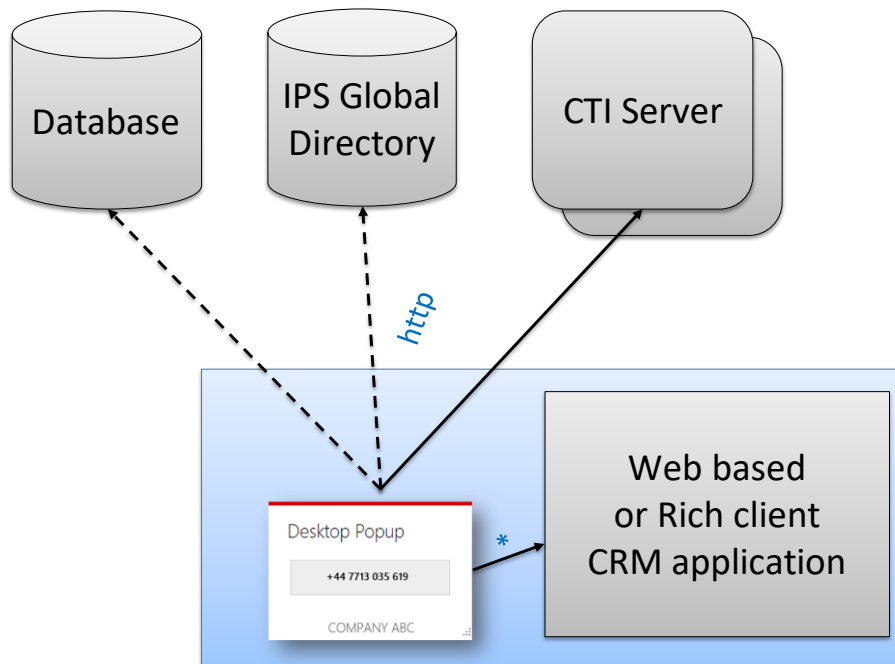 Database
IPS Global
Directory
CTI Server
http
Desktop Popup
+44 7713 035 619
COMPANY ABC
*
Web based
or Rich client
CRM application